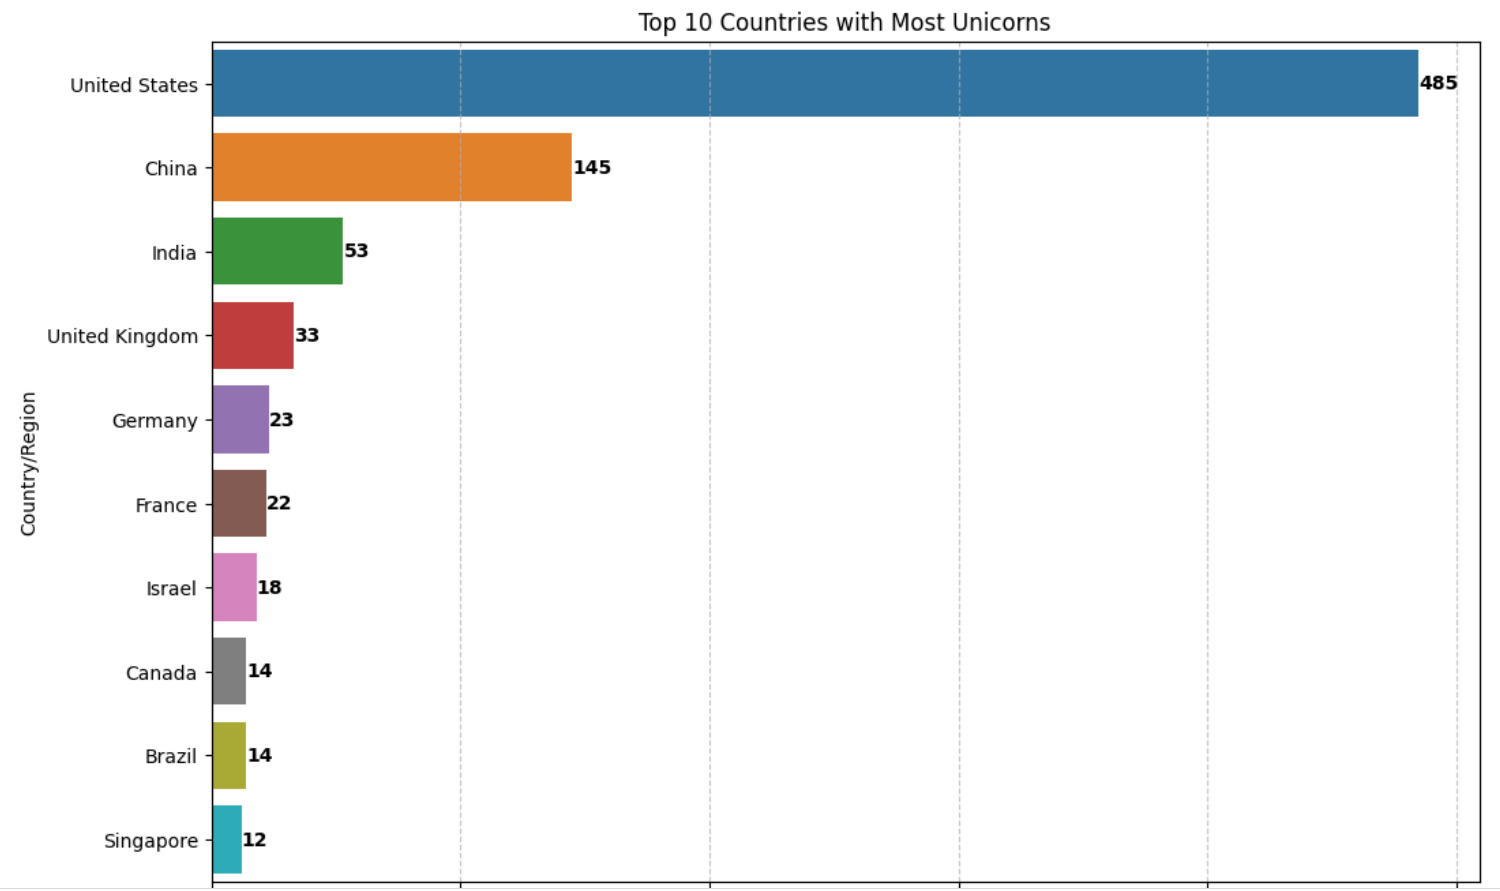 Top 10 Countries with Most Unicorns
United States 485
China 145
India 53
United Kingdom 33
Germany 23
France 22
Israel 18
Canada 14
Brazil 14
Singapore 12
Country/Region